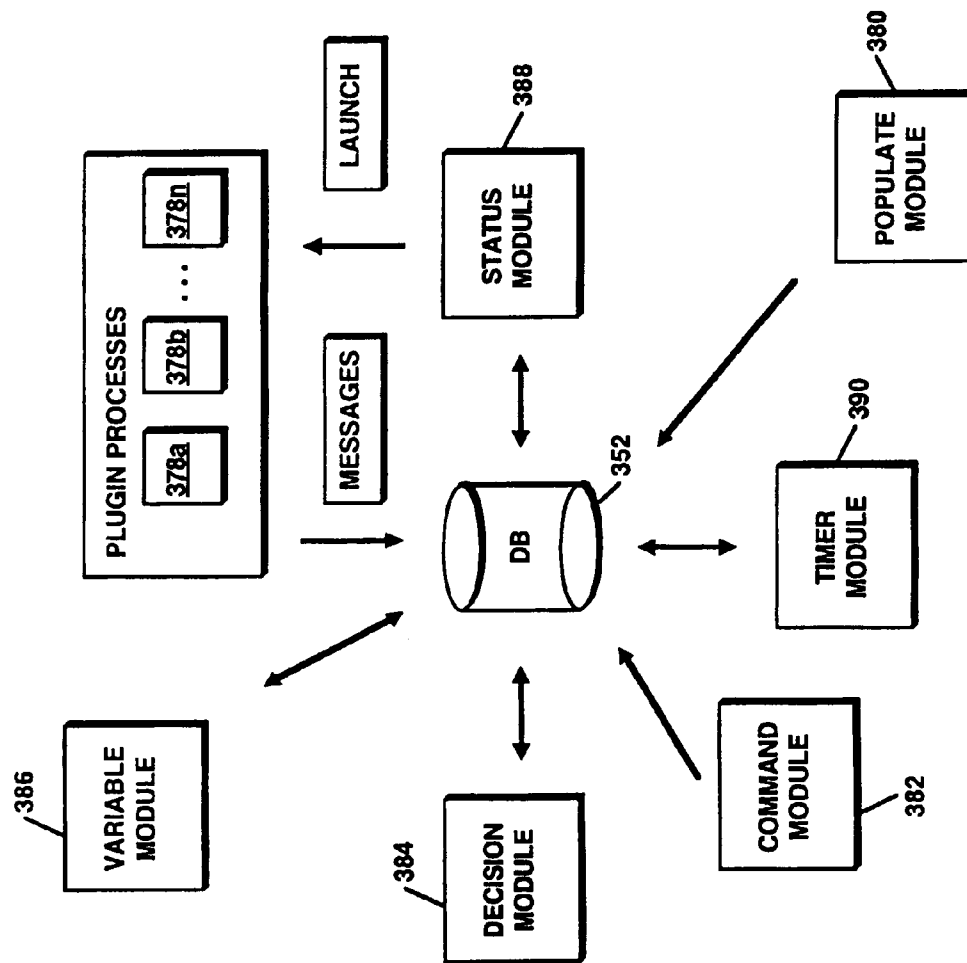 PLUGIN PROCESSES
378a
378b
...
378n
MESSAGES
LAUNCH
386
VARIABLE
MODULE
384
DECISION
MODULE
DB
352
STATUS
MODULE
388
COMMAND
MODULE
382
TIMER
MODULE
390
POPULATE
MODULE
380